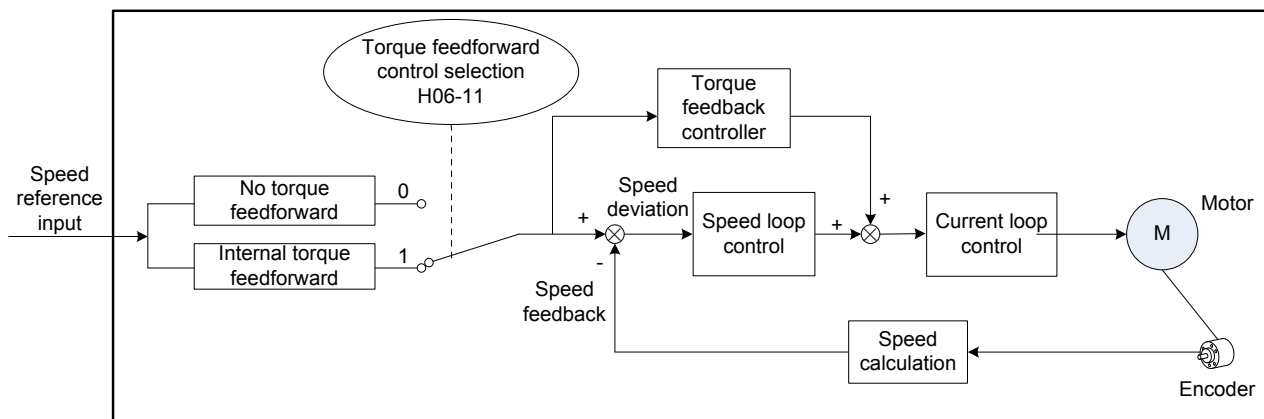 Torque feedforward
control selection
H06-11
Torque
feedback
controller
Speed
reference
input
No torque
feedforward
0
Internal torque
feedforward
1
+
-
Speed
deviation
Speed loop
control
+
+
Current loop
control
M
Motor
Speed
feedback
Speed
calculation
Encoder